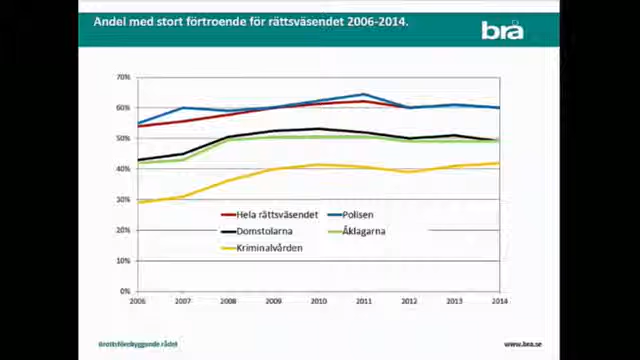 Andel med stort förtroende för rättsväsendet 2006-2014.
brå
70%
60%
50%
40%
30%
20%
10%
0%
Hela rättsväsendet
Polisen
Domstolarna
Åklagarna
Kriminalvården
2006 2007 2008 2009 2010 2011 2012 2013 2014
Brottsförebyggande rådet
www.bra.se